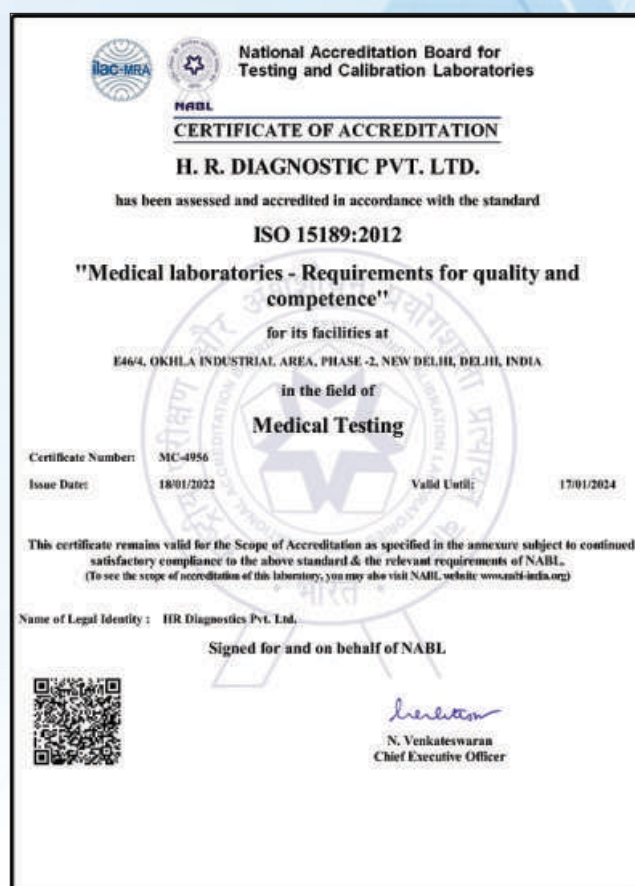 ilac-MRA
NABL
National Accreditation Board for
Testing and Calibration Laboratories
CERTIFICATE OF ACCREDITATION
H. R. DIAGNOSTIC PVT. LTD.
has been assessed and accredited in accordance with the standard
ISO 15189:2012
"Medical laboratories - Requirements for quality and
competence"
for its facilities at
E46/4, OKHLA INDUSTRIAL AREA, PHASE -2, NEW DELHI, DELHI, INDIA
in the field of
Medical Testing
Certificate Number: MC-4956
Issue Date: 18/01/2022 Valid Until: 17/01/2024
This certificate remains valid for the Scope of Accreditation as specified in the annexure subject to continued
satisfactory compliance to the above standard & the relevant requirements of NABL.
(To see the scope of accreditation of this laboratory, you may also visit NABL website www.nabl-india.org)
Name of Legal Identity : HR Diagnostics Pvt. Ltd.
Signed for and on behalf of NABL
N. Venkateswaran
Chief Executive Officer